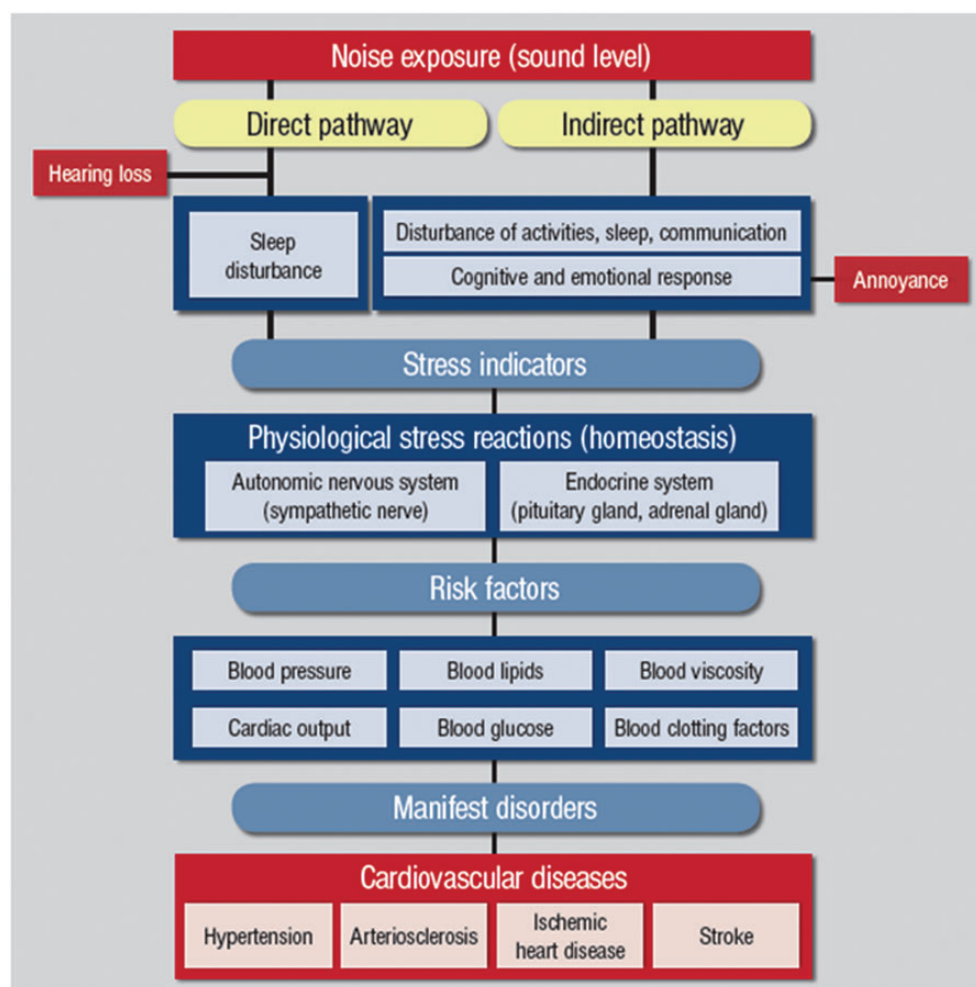 Noise exposure (sound level)
Direct pathway
Indirect pathway
Hearing loss
Sleep
disturbance
Disturbance of activities, sleep, communication
Cognitive and emotional response
Annoyance
Stress indicators
Physiological stress reactions (homeostasis)
Autonomic nervous system
(sympathetic nerve)
Endocrine system
(pituitary gland, adrenal gland)
Risk factors
Blood pressure
Blood lipids
Blood viscosity
Cardiac output
Blood glucose
Blood clotting factors
Manifest disorders
Cardiovascular diseases
Hypertension
Arteriosclerosis
Ischemic
heart disease
Stroke